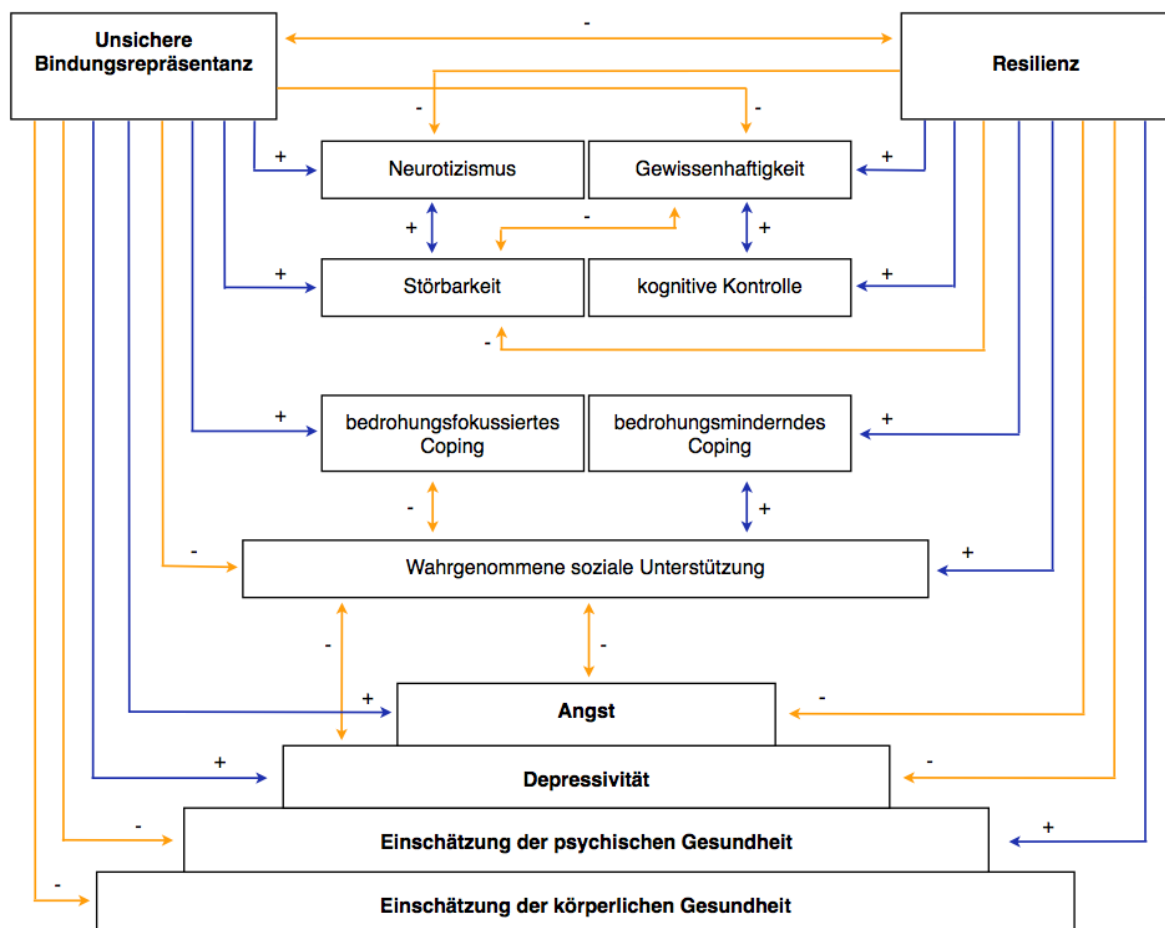 -
Unsichere
Bindungsrepräsentanz
Resilienz
- -
+ Neurotizismus Gewissenhaftigkeit +
+ - +
+ Störbarkeit kognitive Kontrolle +
-
+ bedrohungsfokussiertes
Coping
bedrohungsminderndes
Coping +
- +
- Wahrgenommene soziale Unterstützung +
- -
+ Angst -
+ Depressivität -
- Einschätzung der psychischen Gesundheit +
- Einschätzung der körperlichen Gesundheit